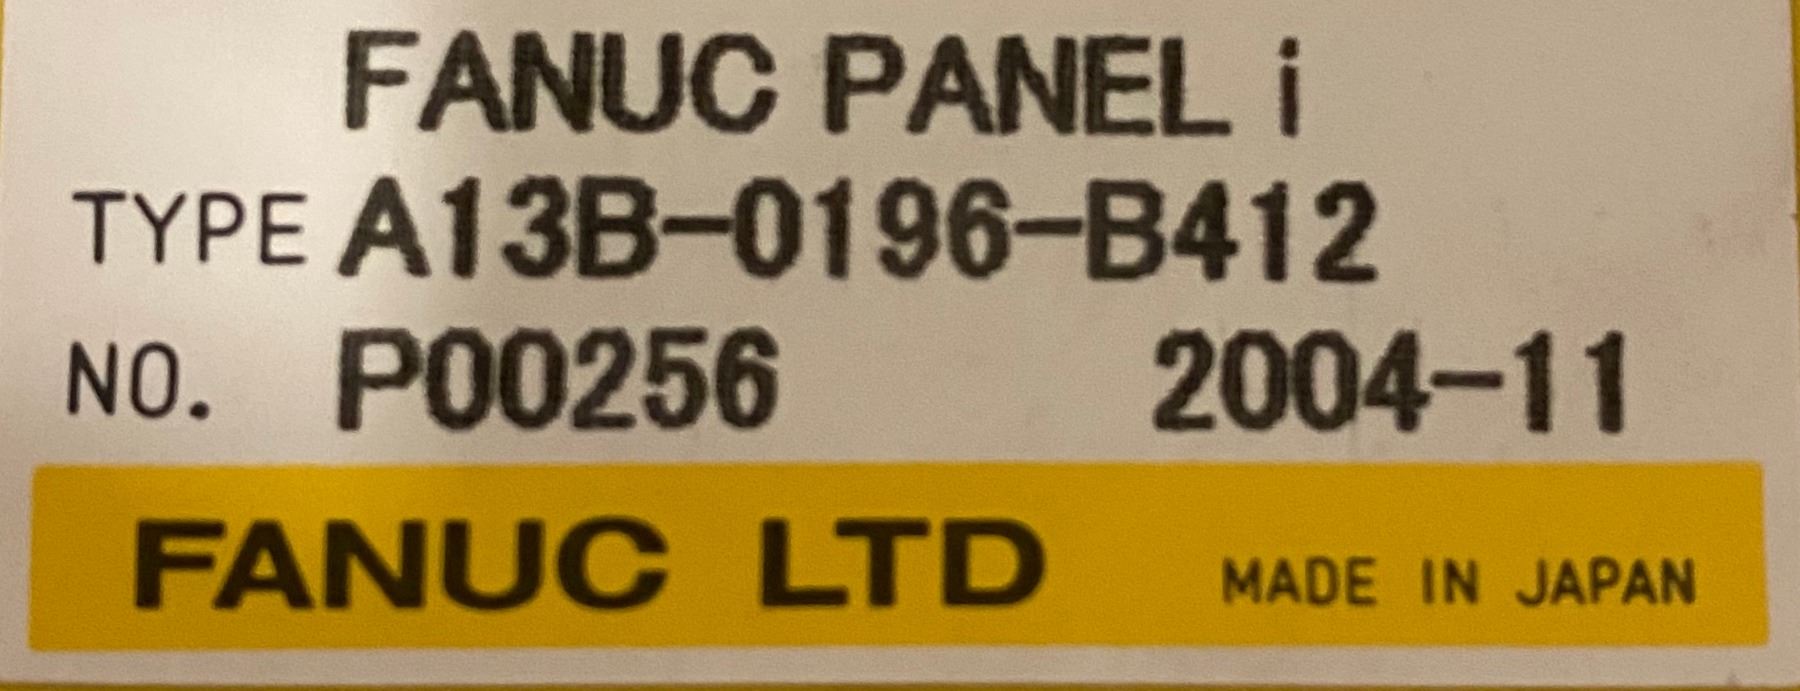 FANUC PANEL i
TYPE A13B-0196-B412
NO. P00256 2004-11
FANUC LTD MADE IN JAPAN